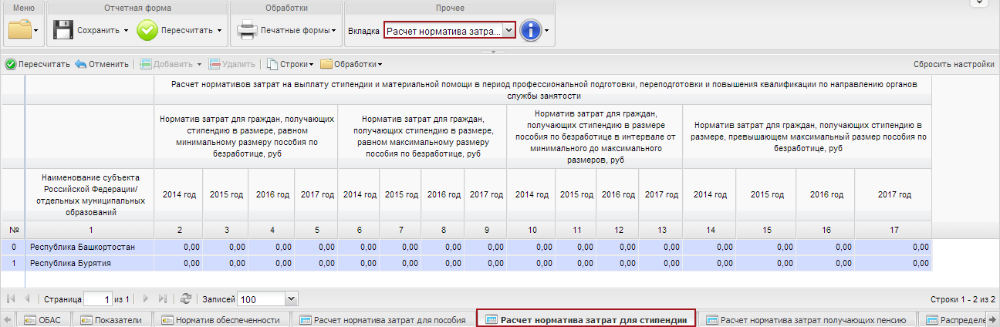 Меню
Отчетная форма
Обработки
Прочее
Сохранить
Пересчитать
Печатные формы
Вкладка
Расчет норматива затра...
Пересчитать
Отменить
Добавить
Удалить
Строки
Обработки
Сбросить настройки
Расчет нормативов затрат на выплату стипендии и материальной помощи в период профессиональной подготовки, переподготовки и повышения квалификации по направлению органов
службы занятости
Норматив затрат для граждан, получающих
стипендию в размере, равном
минимальному размеру пособия по
безработице, руб
Норматив затрат для граждан,
получающих стипендию в размере,
равном максимальному размеру
пособия по безработице, руб
Норматив затрат для граждан,
получающих стипендию в размере
пособия по безработице в интервале от
минимального до максимального
размеров, руб
Норматив затрат для граждан, получающих стипендию в
размере, превышающем максимальный размер пособия по
безработице, руб
Наименование субъекта
Российской Федерации/
отдельных муниципальных
образований
2014 год 2015 год 2016 год 2017 год 2014 год 2015 год 2016 год 2017 год 2014 год 2015 год 2016 год 2017 год 2014 год 2015 год 2016 год 2017 год
№ 1 2 3 4 5 6 7 8 9 10 11 12 13 14 15 16 17
0 Республика Башкортостан 0,00 0,00 0,00 0,00 0,00 0,00 0,00 0,00 0,00 0,00 0,00 0,00 0,00 0,00 0,00 0,00
1 Республика Бурятия 0,00 0,00 0,00 0,00 0,00 0,00 0,00 0,00 0,00 0,00 0,00 0,00 0,00 0,00 0,00 0,00
Страница 1 из 1
Записей 100
Строки 1 - 2 из 2
ОБАС
Показатели
Норматив обеспеченности
Расчет норматива затрат для пособия
Расчет норматива затрат для стипендии
Расчет норматива затрат получающих пенсию
Распределе